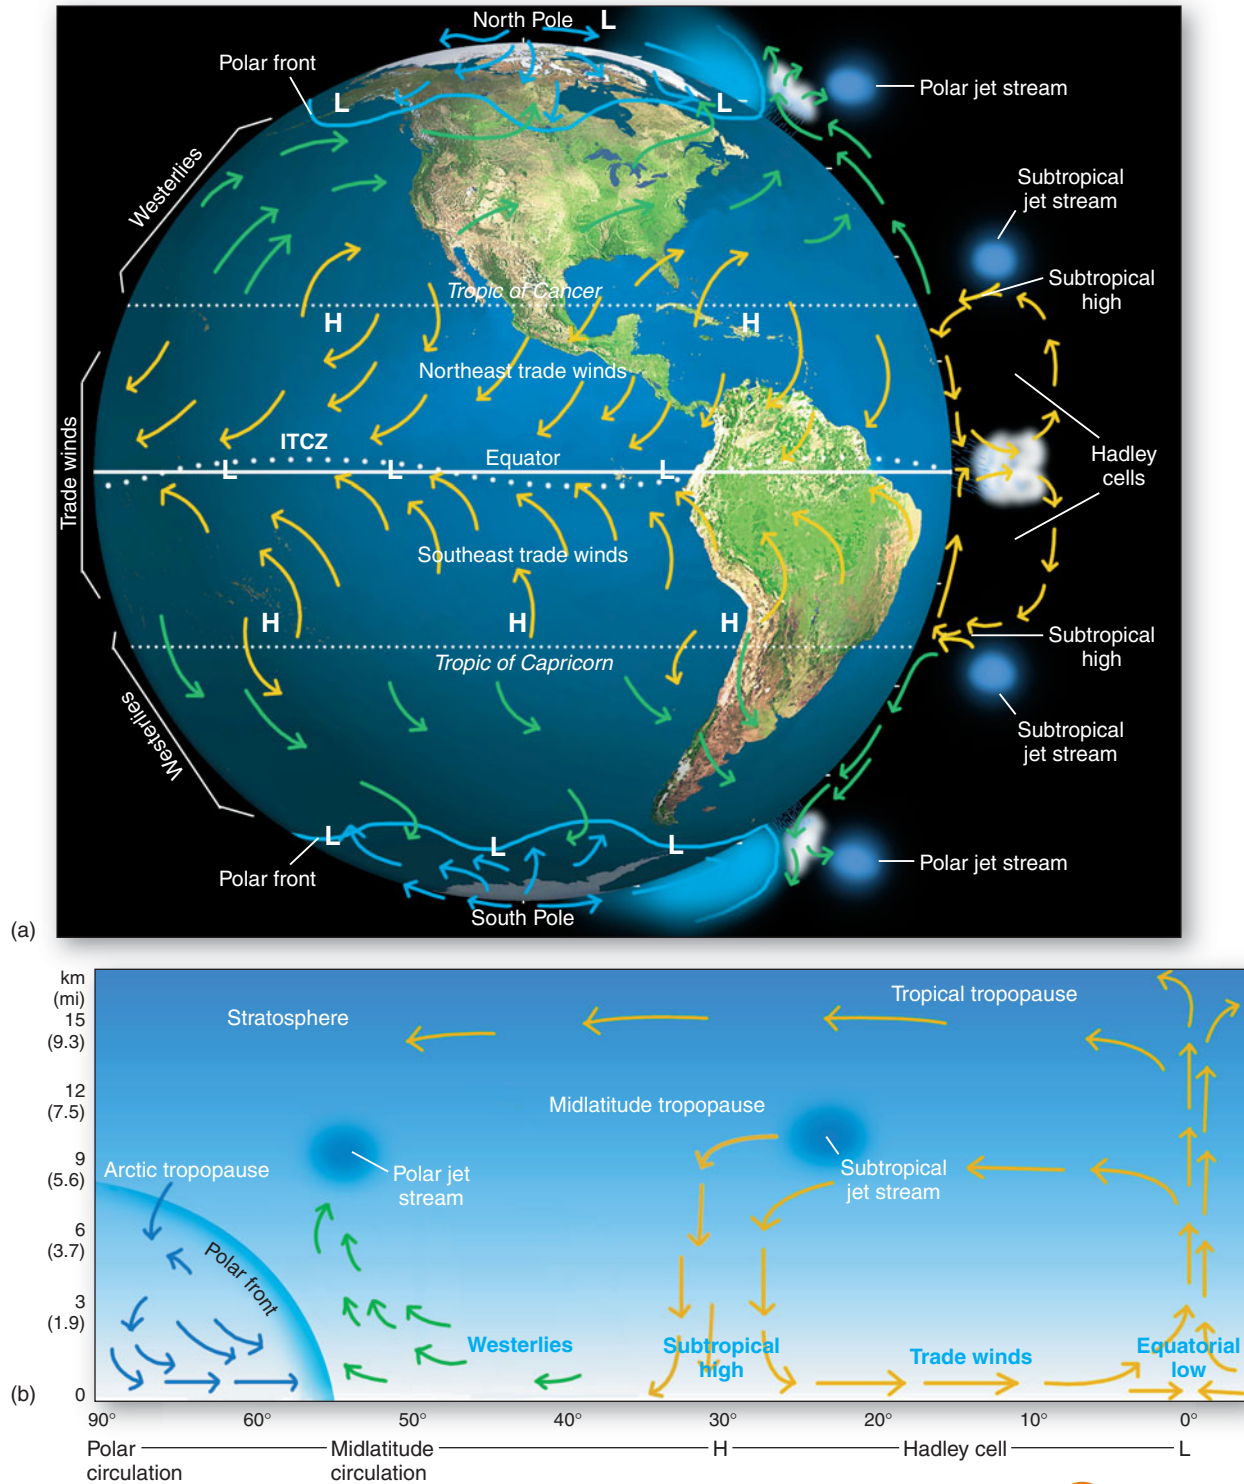 North Pole
L
Polar front
L
L
Polar jet stream
Westerlies
Subtropical
jet stream
Subtropical
high
Tropic of Cancer
H
H
Northeast trade winds
Trade winds
ITCZ
Equator
L
L
L
Hadley
cells
Southeast trade winds
H
H
H
Subtropical
high
Tropic of Capricorn
Westerlies
Subtropical
jet stream
L
L
L
Polar front
Polar jet stream
South Pole
(a)
km
(mi)
15
(9.3)
12
(7.5)
9
(5.6)
6
(3.7)
3
(1.9)
0
Stratosphere
Tropical tropopause
Midlatitude tropopause
Arctic tropopause
Polar jet
stream
Subtropical
jet stream
Polar front
Westerlies
Subtropical
high
Trade winds
Equatorial
low
(b)
90° 60° 50° 40° 30° 20° 10° 0°
Polar
circulation
Midlatitude
circulation
H
Hadley cell
L